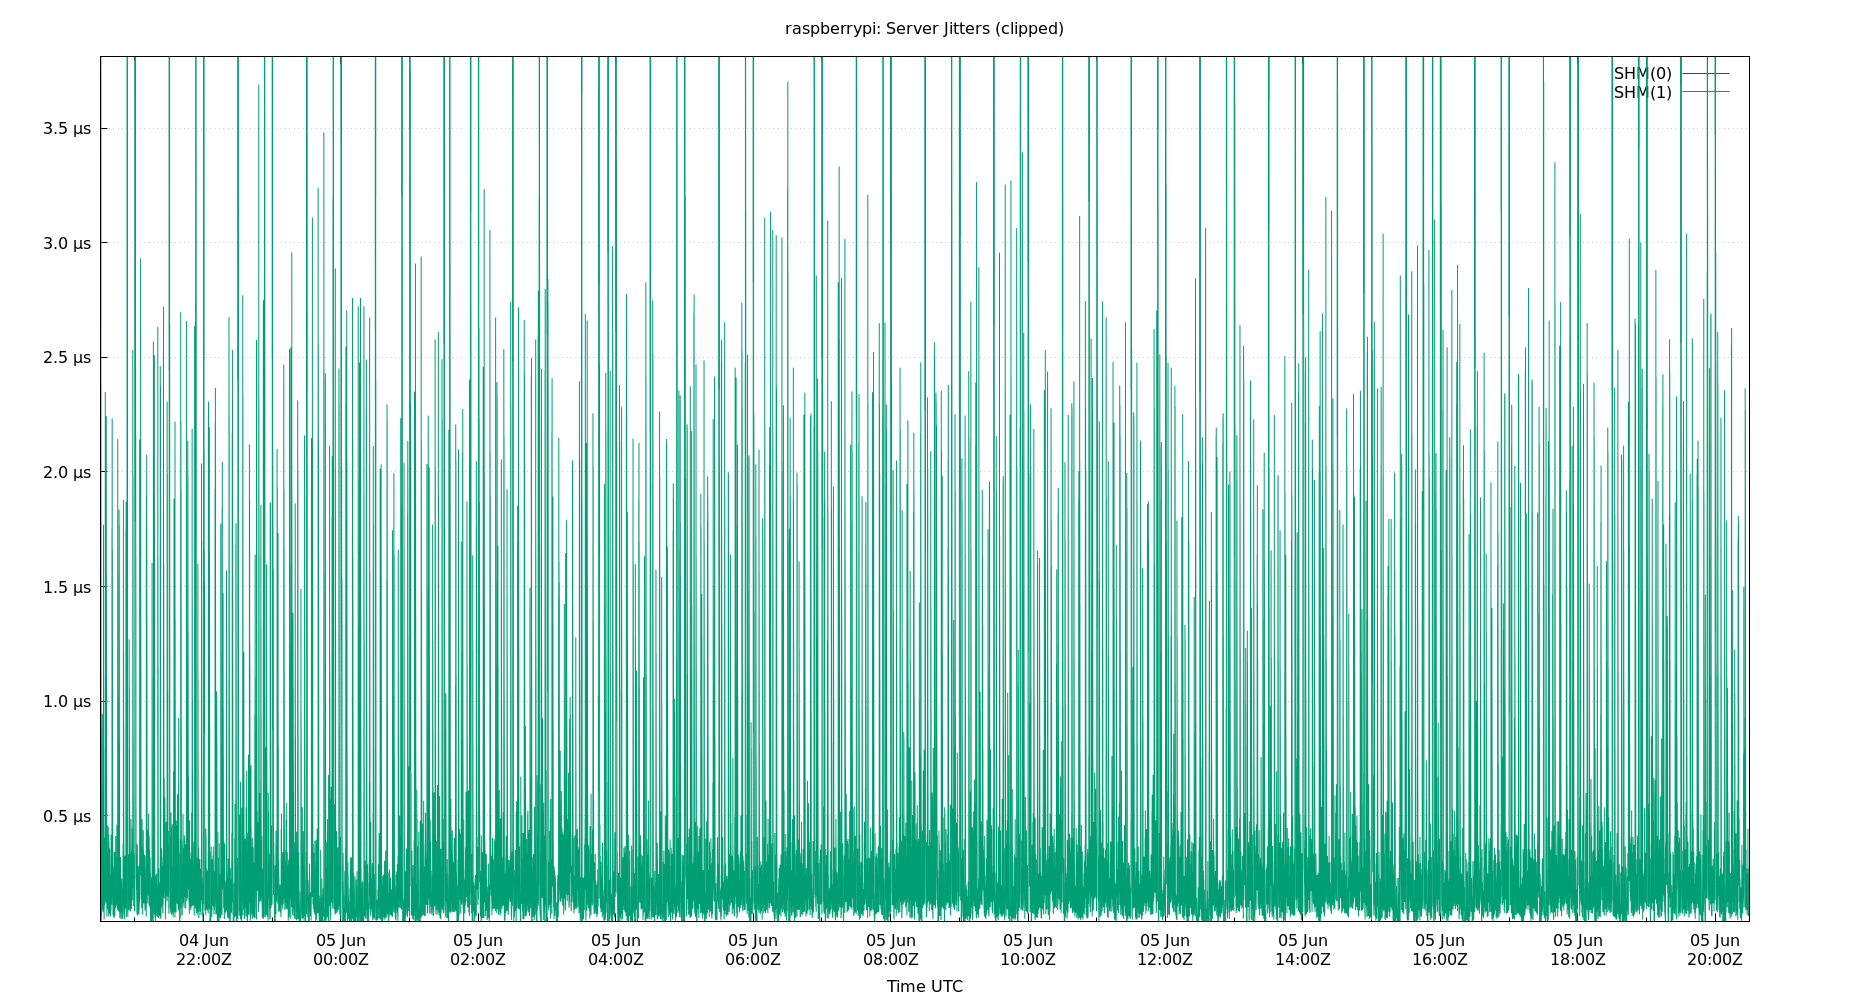 raspberrypi: Server Jitters (clipped)
SHM(0)
SHM(1)
3.5 µs
3.0 µs
2.5 µs
2.0 µs
1.5 µs
1.0 µs
0.5 µs
04 Jun 05 Jun 05 Jun 05 Jun 05 Jun 05 Jun 05 Jun 05 Jun 05 Jun 05 Jun 05 Jun 05 Jun
22:00Z 00:00Z 02:00Z 04:00Z 06:00Z 08:00Z 10:00Z 12:00Z 14:00Z 16:00Z 18:00Z 20:00Z
Time UTC